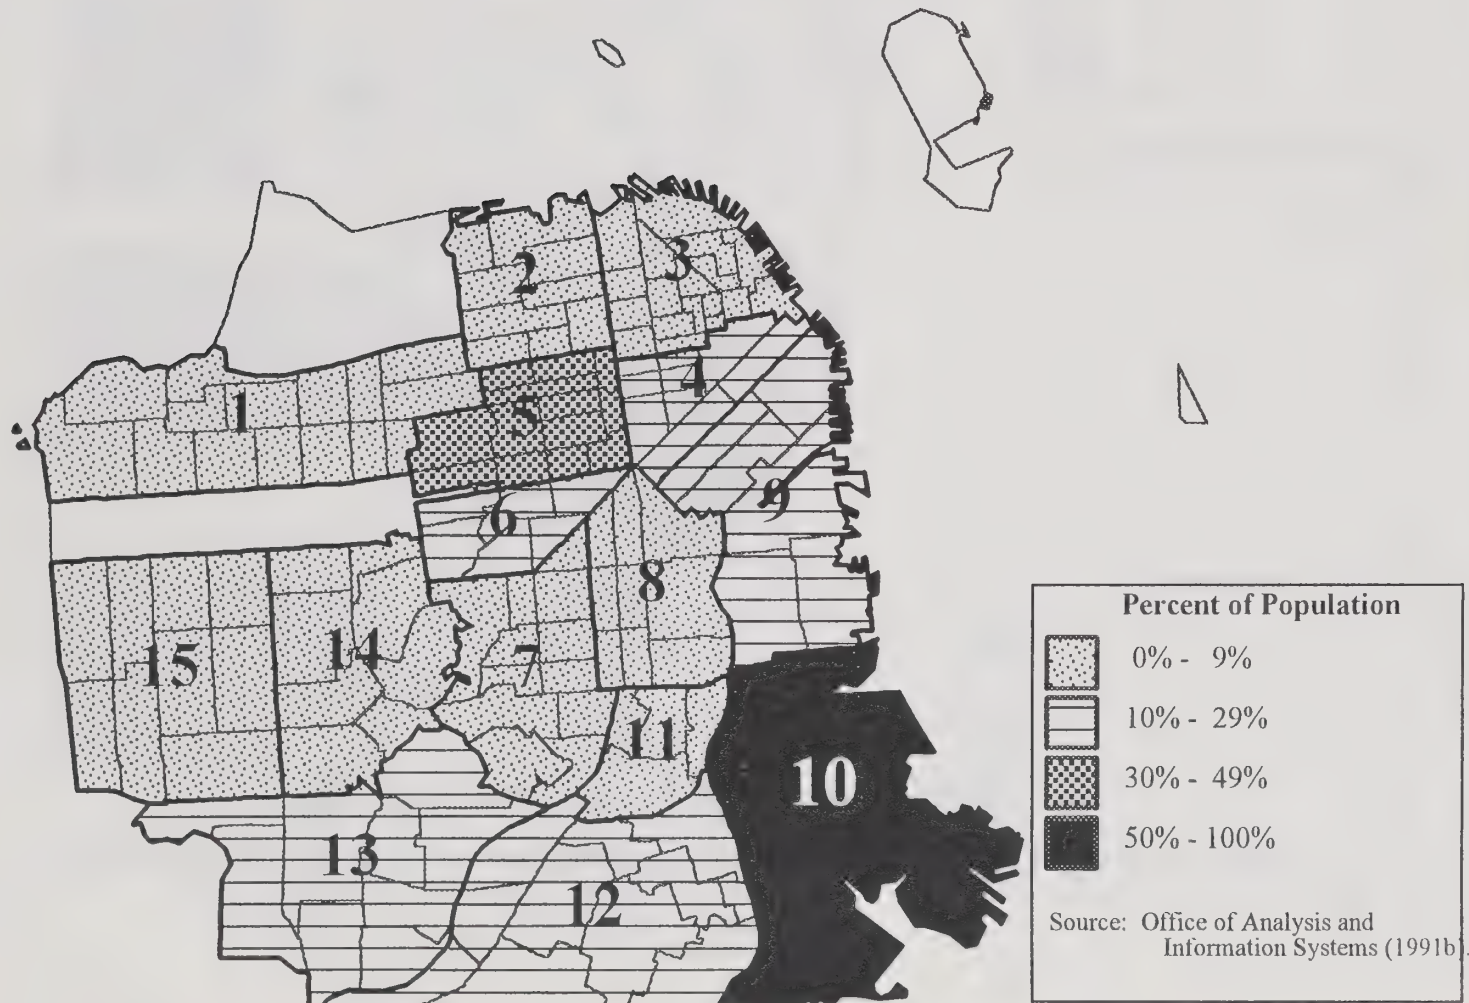 2
3
1
4
5
9
6
8
15
14
7
11
10
13
12
Percent of Population
0% - 9%
10% - 29%
30% - 49%
50% - 100%
Source: Office of Analysis and
Information Systems (1991b).